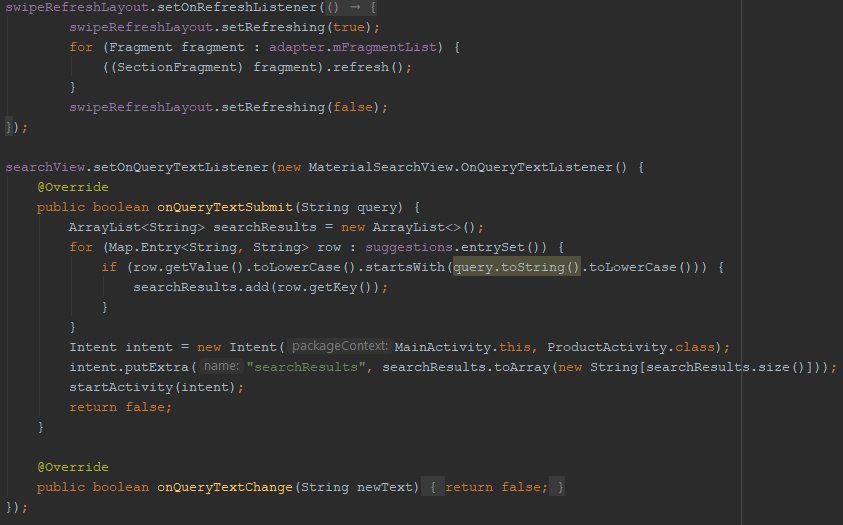 swipeRefreshLayout.setOnRefreshListener(() → {
        swipeRefreshLayout.setRefreshing(true);
        for (Fragment fragment : adapter.mFragmentList) {
            ((SectionFragment) fragment).refresh();
        }
        swipeRefreshLayout.setRefreshing(false);
});

searchView.setOnQueryTextListener(new MaterialSearchView.OnQueryTextListener() {
    @Override
    public boolean onQueryTextSubmit(String query) {
        ArrayList<String> searchResults = new ArrayList<>();
        for (Map.Entry<String, String> row : suggestions.entrySet()) {
            if (row.getValue().toLowerCase().startsWith(query.toString().toLowerCase())) {
                searchResults.add(row.getKey());
            }
        }
        Intent intent = new Intent( packageContext: MainActivity.this, ProductActivity.class);
        intent.putExtra( name: "searchResults", searchResults.toArray(new String[searchResults.size()]));
        startActivity(intent);
        return false;
    }

    @Override
    public boolean onQueryTextChange(String newText) { return false; }
});